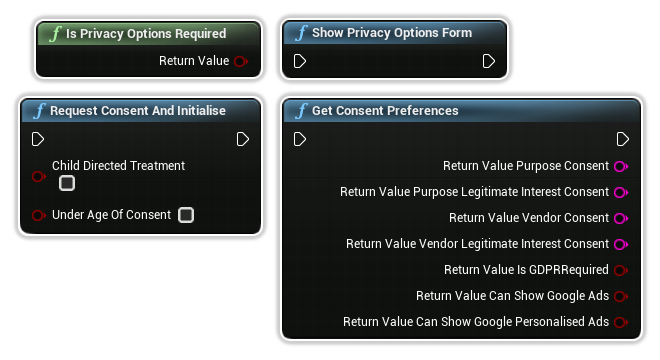 Is Privacy Options Required
Return Value
Show Privacy Options Form
Request Consent And Initialise
Child Directed Treatment
Under Age Of Consent
Get Consent Preferences
Return Value Purpose Consent
Return Value Purpose Legitimate Interest Consent
Return Value Vendor Consent
Return Value Vendor Legitimate Interest Consent
Return Value Is GDPRRequired
Return Value Can Show Google Ads
Return Value Can Show Google Personalised Ads